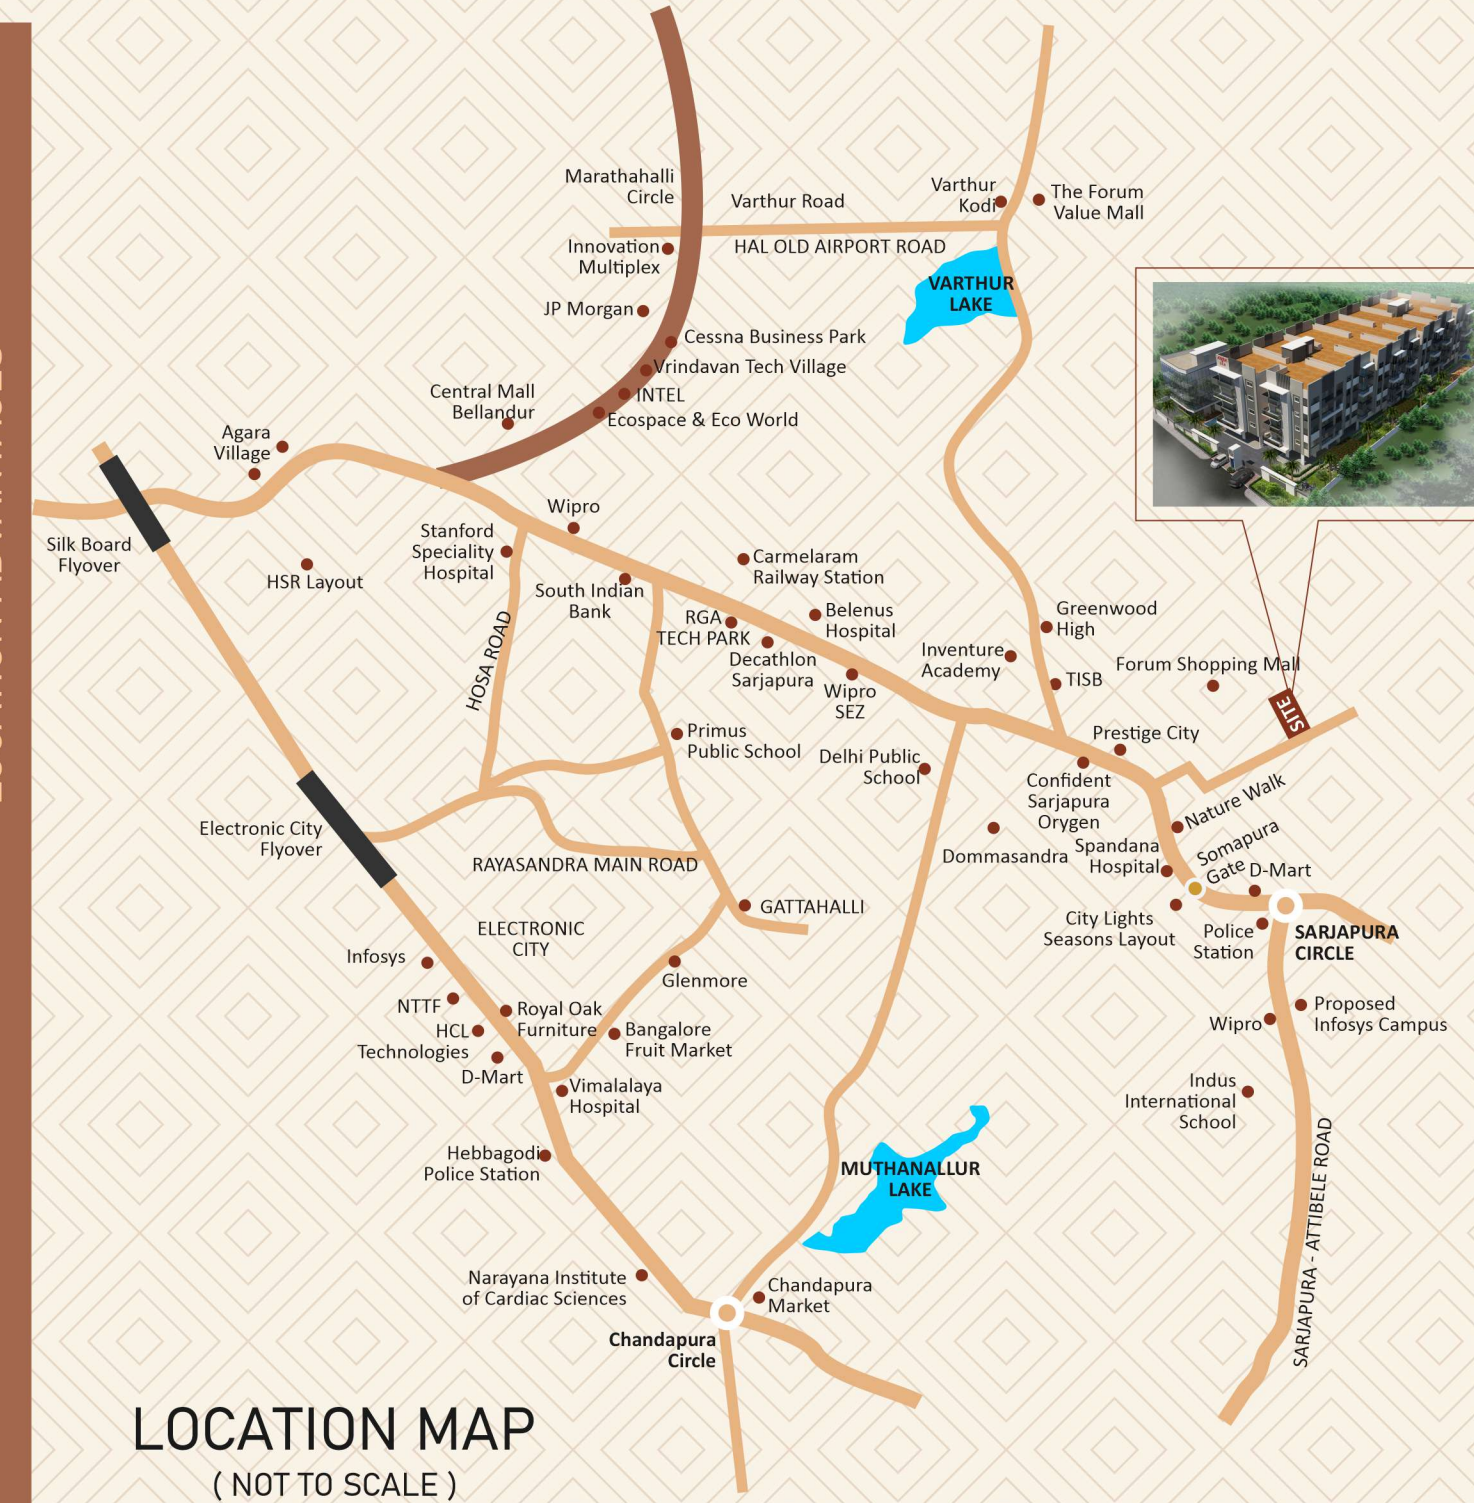 Marathahalli
Circle
Varthur Road
Varthur
Kodi
The Forum
Value Mall
Innovation
Multiplex
HAL OLD AIRPORT ROAD
VARTHUR
LAKE
JP Morgan
Cessna Business Park
Vrindavan Tech Village
Central Mall
Bellandur
INTEL
Ecospace & Eco World
Agara
Village
Silk Board
Flyover
HSR Layout
Wipro
Stanford
Speciality
Hospital
South Indian
Bank
Carmelaram
Railway Station
RGA
TECH PARK
Belenus
Hospital
Decathlon
Sarjapura
Wipro
SEZ
Inventure
Academy
Greenwood
High
TISB
Forum Shopping Mall
SITE
HOSA ROAD
Primus
Public School
Delhi Public
School
Prestige City
Confident
Sarjapura
Orygen
Nature Walk
Electronic City
Flyover
RAYASANDRA MAIN ROAD
Dommasandra
Spandana
Hospital
Somapura
Gate
D-Mart
City Lights
Seasons Layout
Police
Station
SARJAPURA
CIRCLE
GATTAHALLI
ELECTRONIC
CITY
Infosys
Glenmore
NTTF
Royal Oak
Furniture
HCL
Technologies
Bangalore
Fruit Market
D-Mart
Vimalalaya
Hospital
Wipro
Proposed
Infosys Campus
Indus
International
School
Hebbagodi
Police Station
MUTHANALLUR
LAKE
SARJAPURA - ATTIBELE ROAD
Narayana Institute
of Cardiac Sciences
Chandapura
Market
Chandapura
Circle
LOCATION MAP
( NOT TO SCALE )